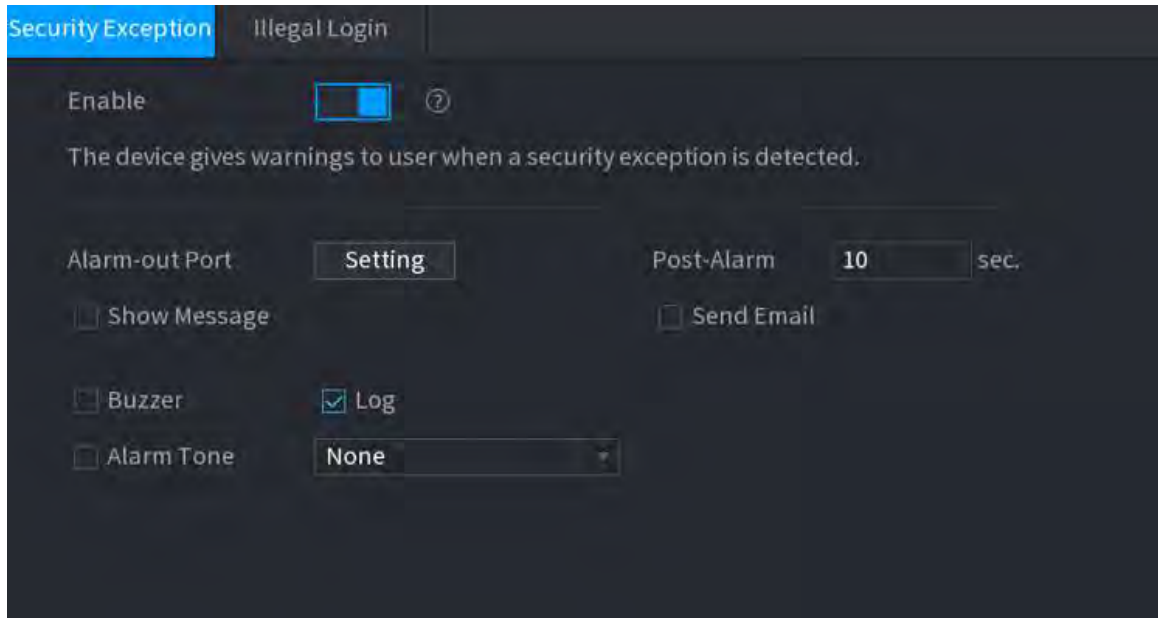 Security Exception Illegal Login
Enable ?
The device gives warnings to user when a security exception is detected.
Alarm-out Port Setting Post-Alarm 10 sec.
Show Message Send Email
Buzzer Log
Alarm Tone None